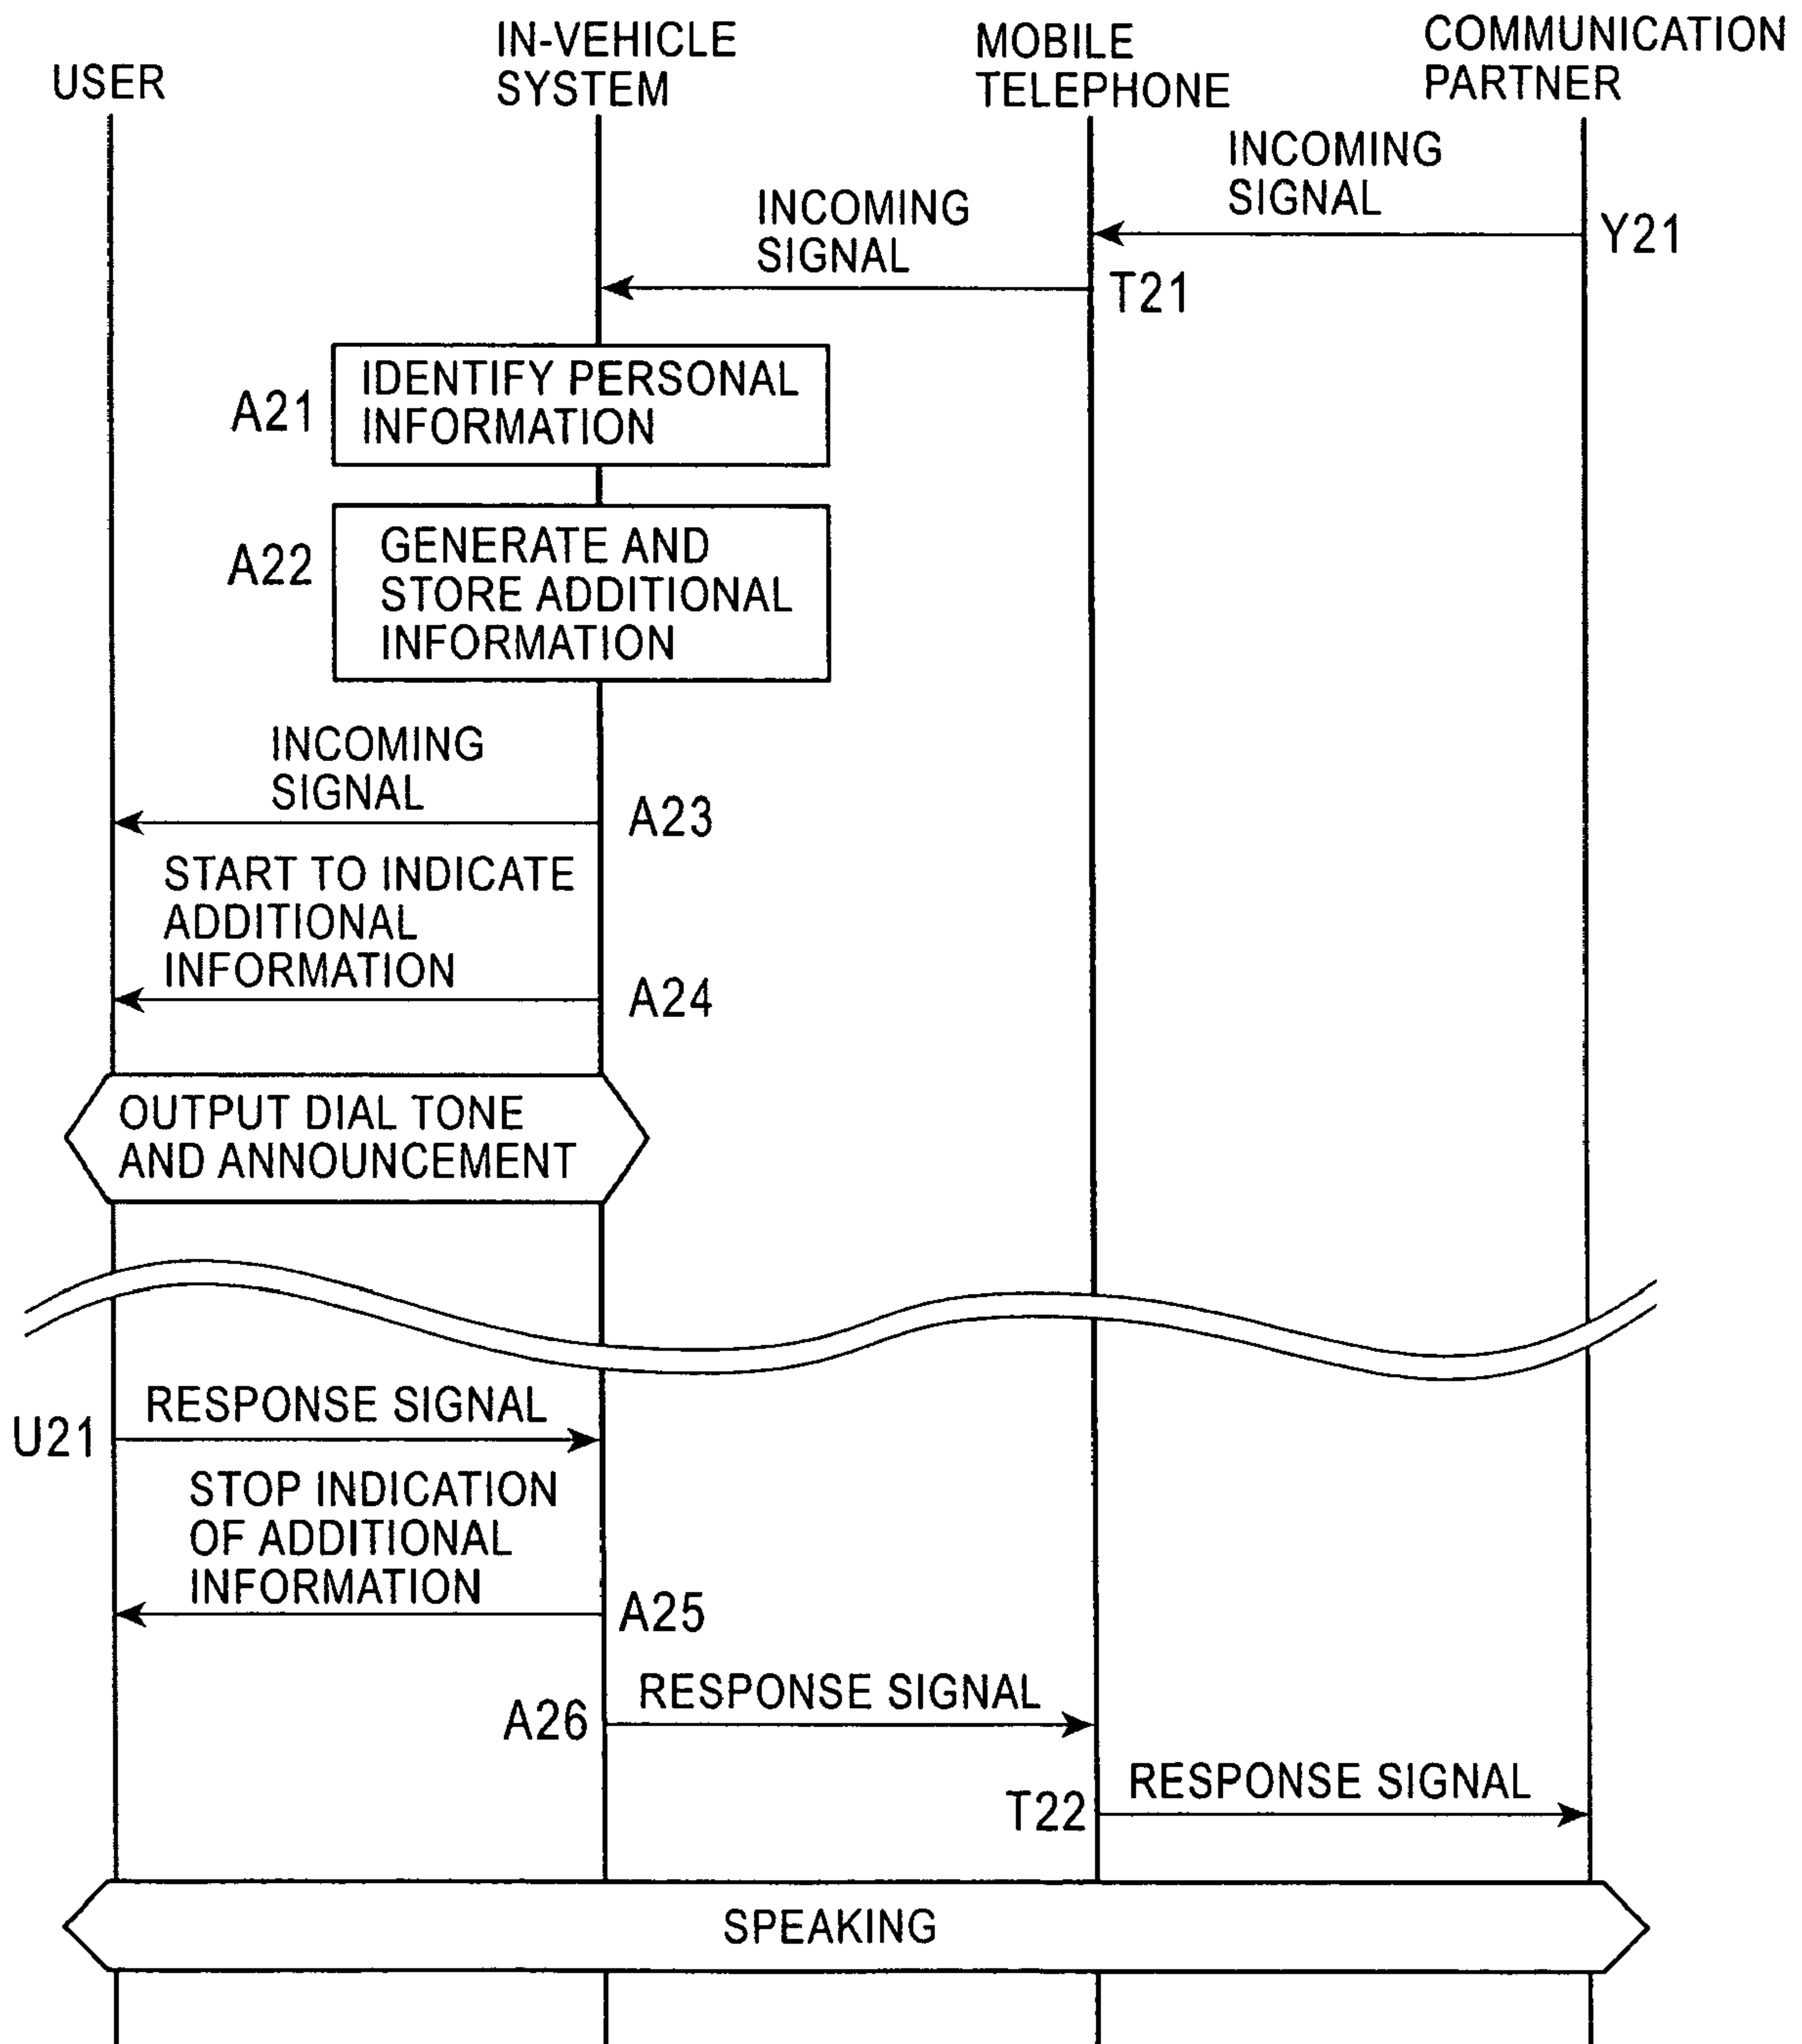 USER
IN-VEHICLE
SYSTEM
MOBILE
TELEPHONE
COMMUNICATION
PARTNER
INCOMING
SIGNAL
Y21
INCOMING
SIGNAL
T21
A21
IDENTIFY PERSONAL
INFORMATION
A22
GENERATE AND
STORE ADDITIONAL
INFORMATION
INCOMING
SIGNAL
A23
START TO INDICATE
ADDITIONAL
INFORMATION
A24
OUTPUT DIAL TONE
AND ANNOUNCEMENT
U21
RESPONSE SIGNAL
STOP INDICATION
OF ADDITIONAL
INFORMATION
A25
A26
RESPONSE SIGNAL
T22
RESPONSE SIGNAL
SPEAKING